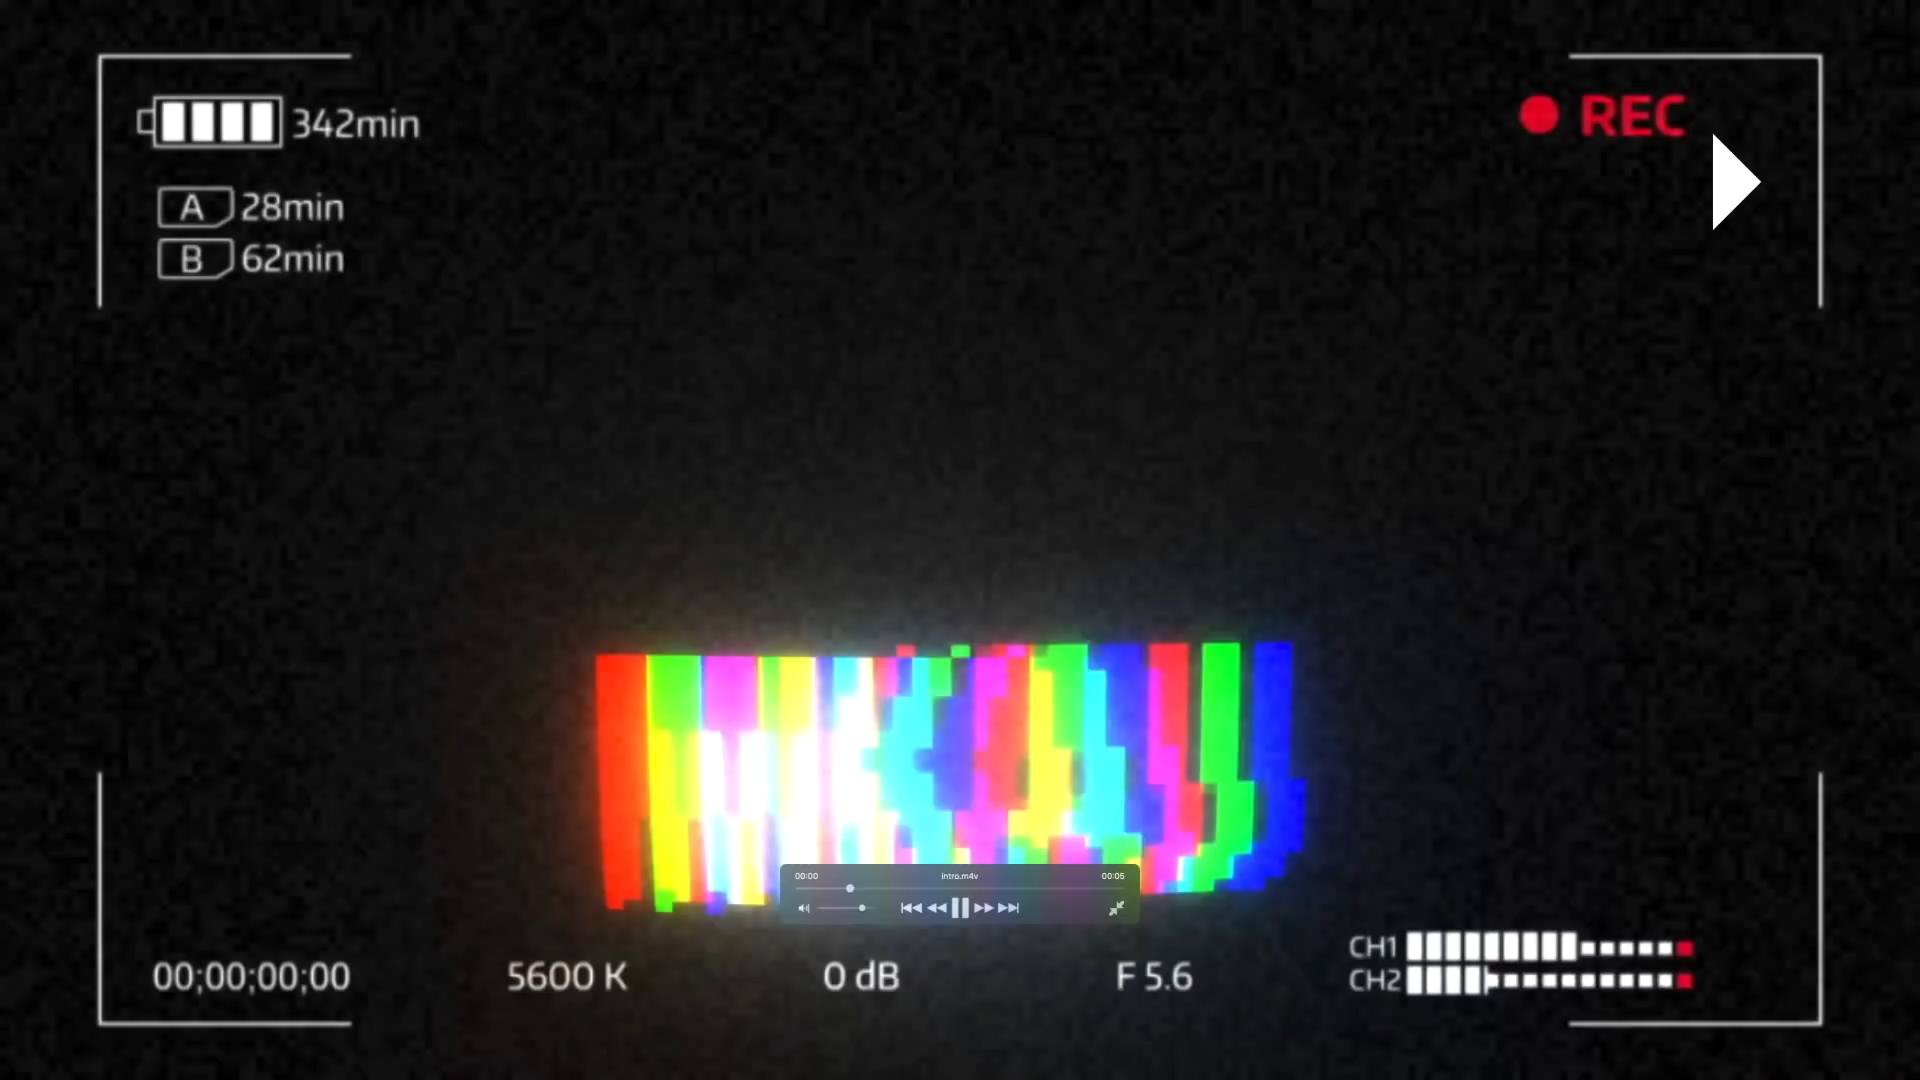 342min
REC
A 28min
B 62min
00:00 intro.m4v 00:05
00;00;00;00 5600 K 0 dB F 5.6
CH1
CH2